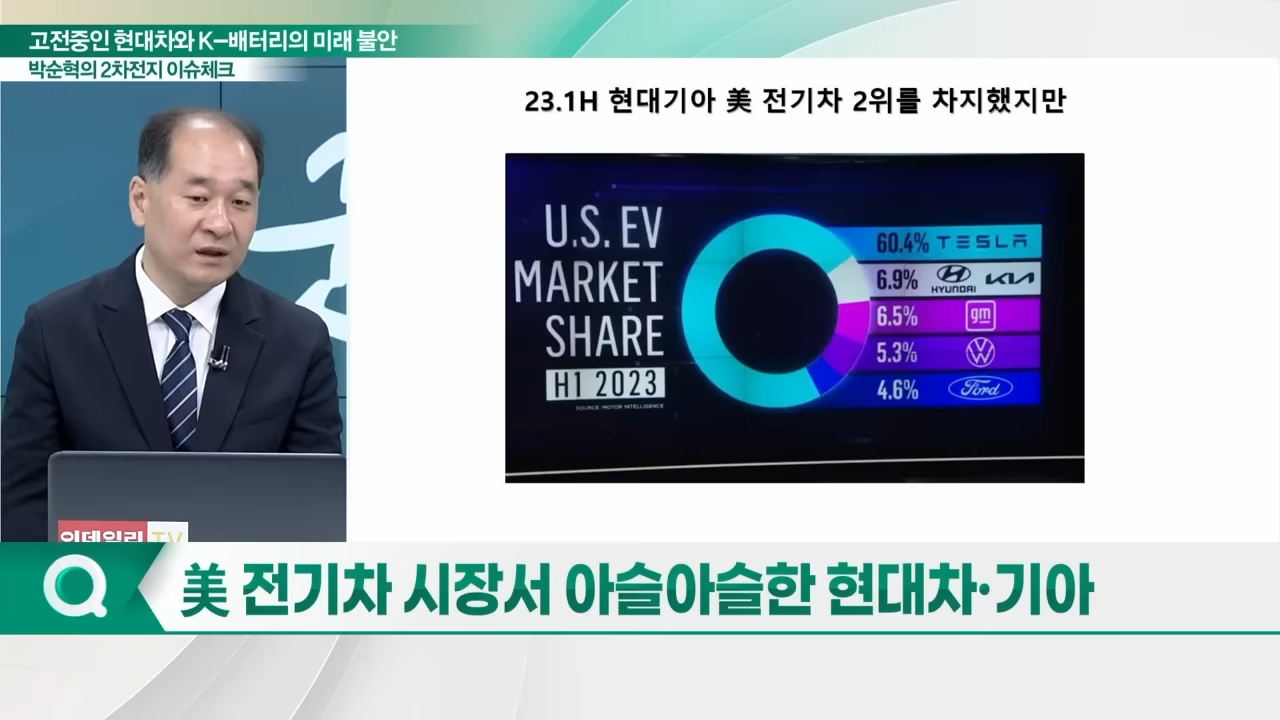 고전중인 현대차와 K-배터리의 미래 불안
박순혁의 2차전지 이슈체크
23.1H 현대기아 美 전기차 2위를 차지했지만
U.S. EV
MARKET
SHARE
H1 2023
SOURCE: MOTOR INTELLIGENCE
60.4% TESLA
6.9% HYUNDAI KIA
6.5% gm
5.3% VW
4.6% Ford
이데일리 TV
美 전기차 시장서 아슬아슬한 현대차·기아